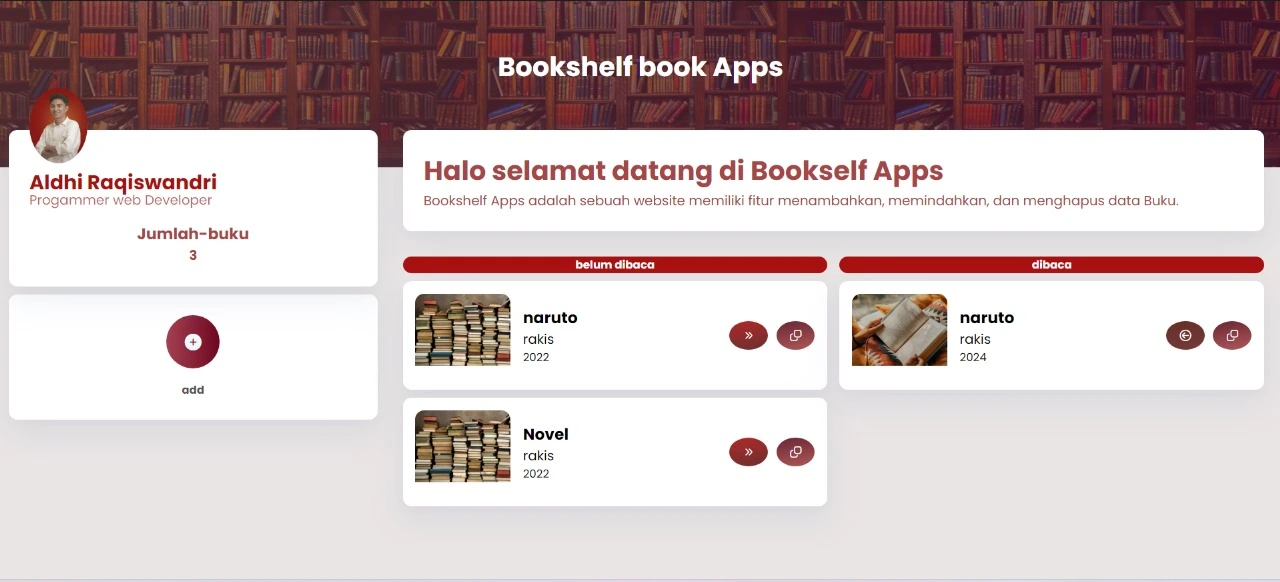 Bookshelf book Apps
Aldhi Raqiswandri
Progammer web Developer
Jumlah-buku
3
add
Halo selamat datang di Bookself Apps
Bookshelf Apps adalah sebuah website memiliki fitur menambahkan, memindahkan, dan menghapus data Buku.
belum dibaca
naruto
rakis
2022
Novel
rakis
2022
dibaca
naruto
rakis
2024